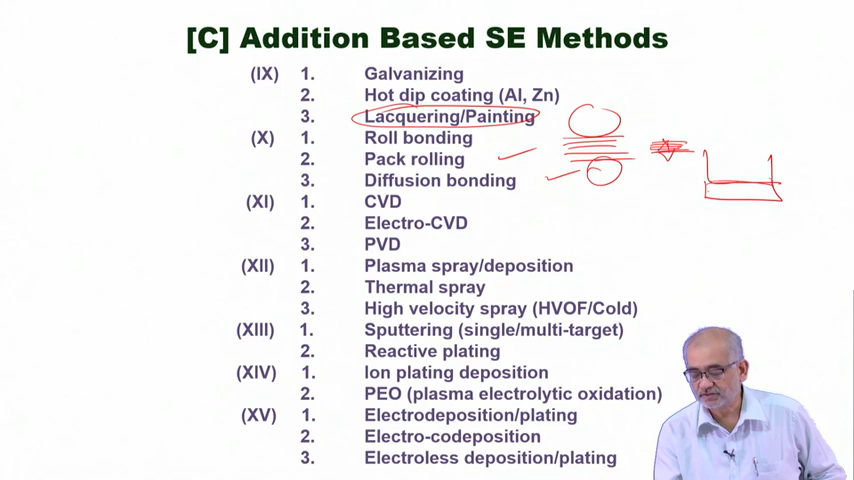 [C] Addition Based SE Methods
(IX) 1. Galvanizing
2. Hot dip coating (Al, Zn)
3. Lacquering/Painting
(X) 1. Roll bonding
2. Pack rolling
3. Diffusion bonding
(XI) 1. CVD
2. Electro-CVD
3. PVD
(XII) 1. Plasma spray/deposition
2. Thermal spray
3. High velocity spray (HVOF/Cold)
(XIII) 1. Sputtering (single/multi-target)
2. Reactive plating
(XIV) 1. Ion plating deposition
2. PEO (plasma electrolytic oxidation)
(XV) 1. Electrodeposition/plating
2. Electro-codeposition
3. Electroless deposition/plating